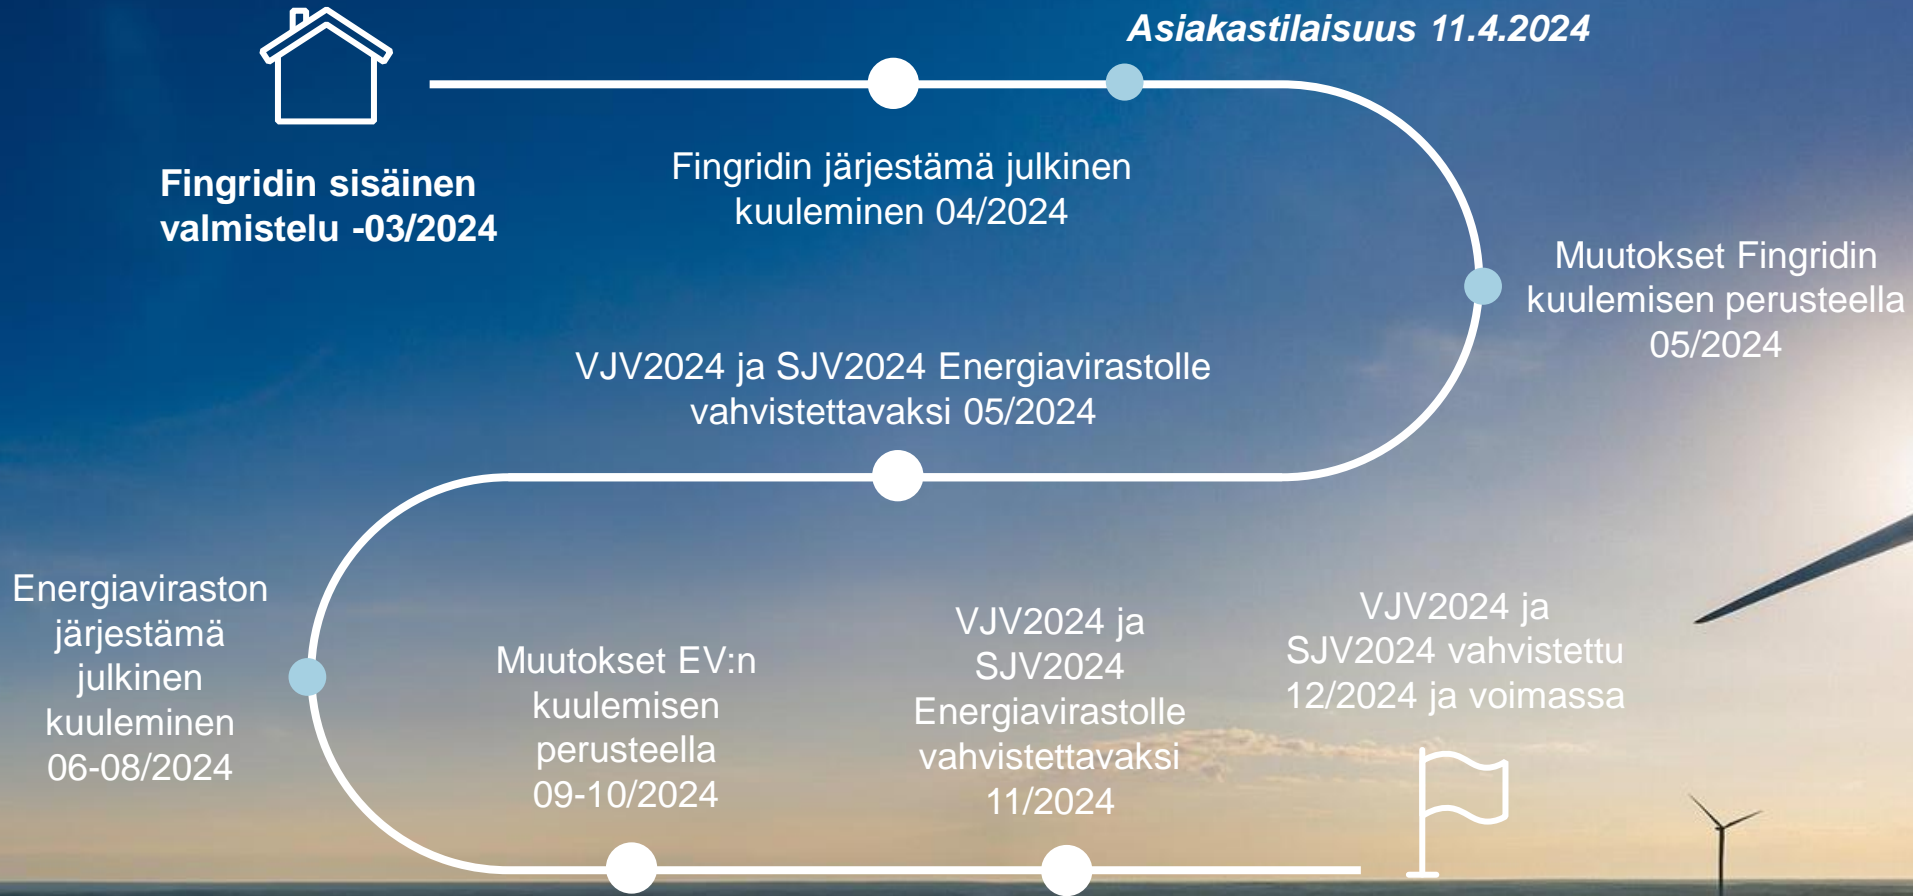 Asiakastilaisuus 11.4.2024
Fingridin sisäinen
valmistelu -03/2024
Fingridin järjestämä julkinen
kuuleminen 04/2024
Muutokset Fingridin
kuulemisen perusteella
05/2024
VJV2024 ja SJV2024 Energiavirastolle
vahvistettavaksi 05/2024
Energiaviraston
järjestämä
julkinen
kuuleminen
06-08/2024
Muutokset EV:n
kuulemisen
perusteella
09-10/2024
VJV2024 ja
SJV2024
Energiavirastolle
vahvistettavaksi
11/2024
VJV2024 ja
SJV2024 vahvistettu
12/2024 ja voimassa